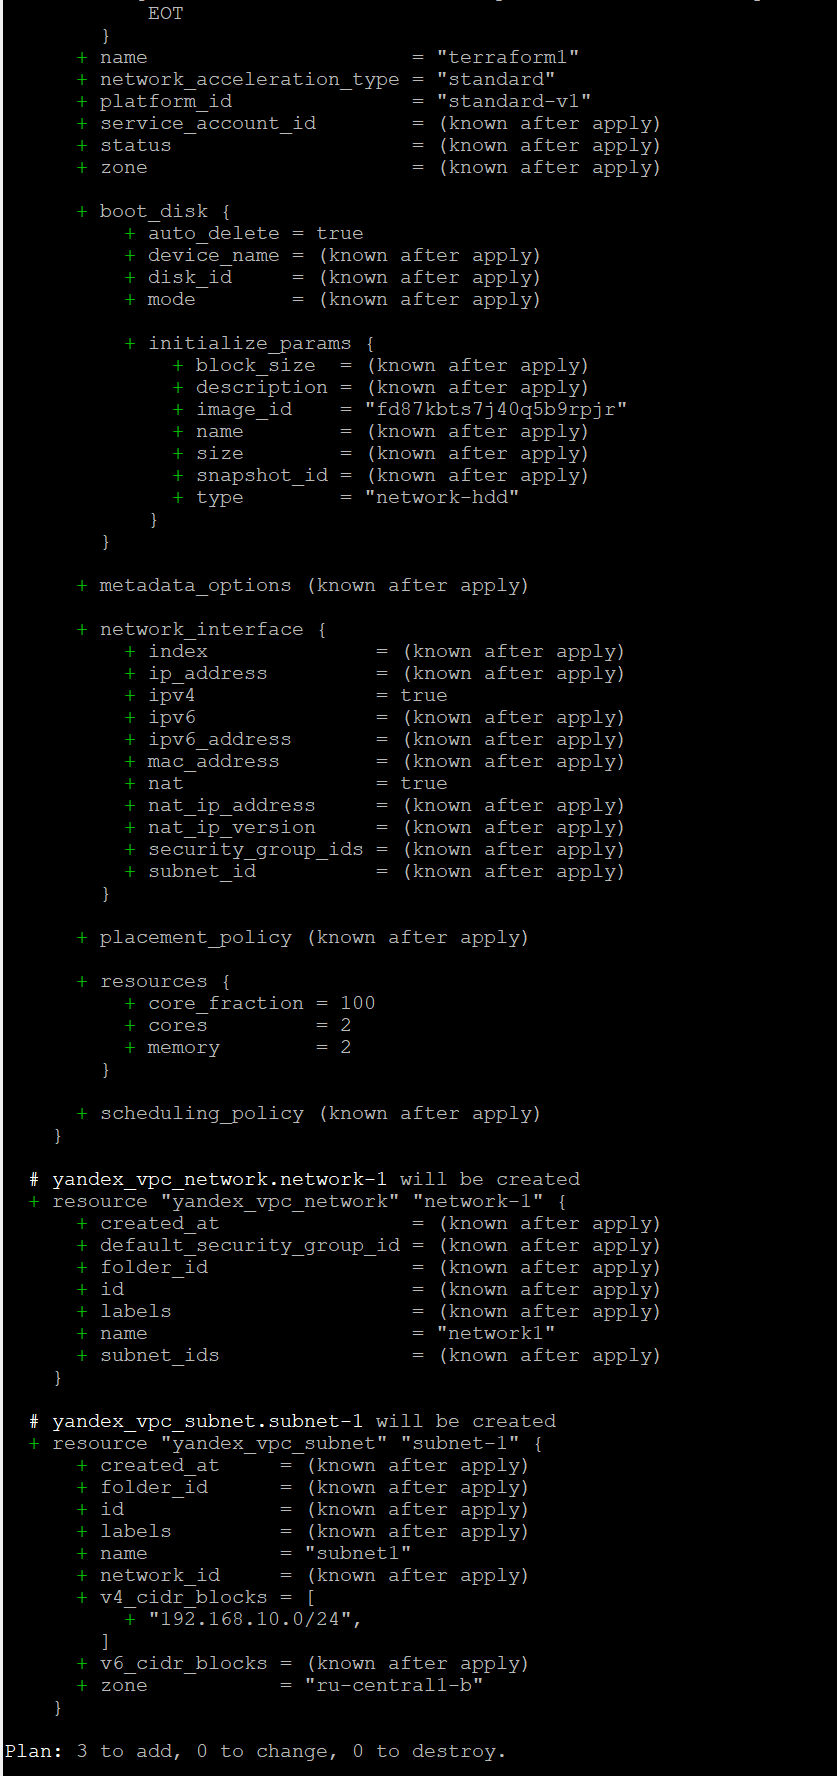 EOT
}
+ name                      = "terraform1"
+ network_acceleration_type = "standard"
+ platform_id               = "standard-v1"
+ service_account_id        = (known after apply)
+ status                    = (known after apply)
+ zone                      = (known after apply)
+ boot_disk {
+ auto_delete = true
+ device_name = (known after apply)
+ disk_id     = (known after apply)
+ mode        = (known after apply)
+ initialize_params {
+ block_size  = (known after apply)
+ description = (known after apply)
+ image_id    = "fd87kbts7j40q5b9rpjr"
+ name        = (known after apply)
+ size        = (known after apply)
+ snapshot_id = (known after apply)
+ type        = "network-hdd"
}
}
+ metadata_options (known after apply)
+ network_interface {
+ index              = (known after apply)
+ ip_address         = (known after apply)
+ ipv4               = true
+ ipv6               = (known after apply)
+ ipv6_address       = (known after apply)
+ mac_address        = (known after apply)
+ nat                = true
+ nat_ip_address     = (known after apply)
+ nat_ip_version     = (known after apply)
+ security_group_ids = (known after apply)
+ subnet_id          = (known after apply)
}
+ placement_policy (known after apply)
+ resources {
+ core_fraction = 100
+ cores         = 2
+ memory        = 2
}
+ scheduling_policy (known after apply)
}
# yandex_vpc_network.network-1 will be created
+ resource "yandex_vpc_network" "network-1" {
+ created_at                = (known after apply)
+ default_security_group_id = (known after apply)
+ folder_id                 = (known after apply)
+ id                        = (known after apply)
+ labels                    = (known after apply)
+ name                      = "network1"
+ subnet_ids                = (known after apply)
}
# yandex_vpc_subnet.subnet-1 will be created
+ resource "yandex_vpc_subnet" "subnet-1" {
+ created_at     = (known after apply)
+ folder_id      = (known after apply)
+ id             = (known after apply)
+ labels         = (known after apply)
+ name           = "subnet1"
+ network_id     = (known after apply)
+ v4_cidr_blocks = [
+ "192.168.10.0/24",
]
+ v6_cidr_blocks = (known after apply)
+ zone           = "ru-central1-b"
}
Plan: 3 to add, 0 to change, 0 to destroy.